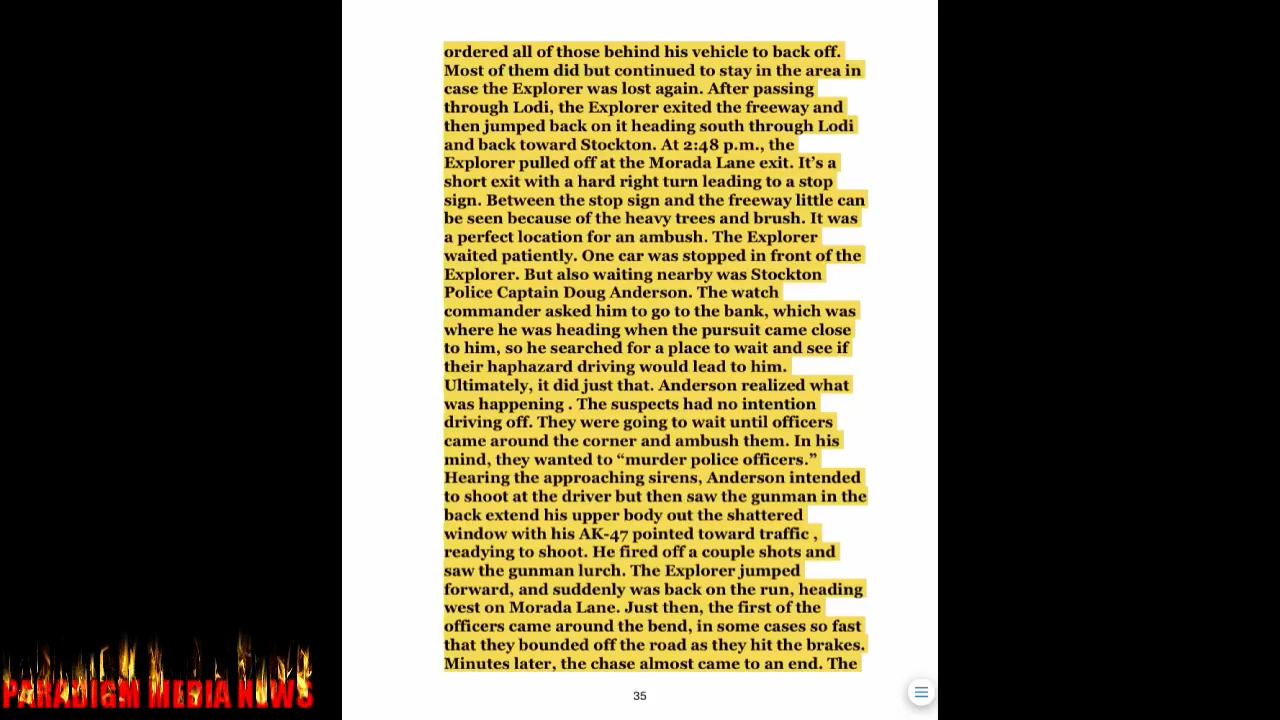 ordered all of those behind his vehicle to back off.
Most of them did but continued to stay in the area in
case the Explorer was lost again. After passing
through Lodi, the Explorer exited the freeway and
then jumped back on it heading south through Lodi
and back toward Stockton. At 2:48 p.m., the
Explorer pulled off at the Morada Lane exit. It's a
short exit with a hard right turn leading to a stop
sign. Between the stop sign and the freeway little can
be seen because of the heavy trees and brush. It was
a perfect location for an ambush. The Explorer
waited patiently. One car was stopped in front of the
Explorer. But also waiting nearby was Stockton
Police Captain Doug Anderson. The watch
commander asked him to go to the bank, which was
where he was heading when the pursuit came close
to him, so he searched for a place to wait and see if
their haphazard driving would lead to him.
Ultimately, it did just that. Anderson realized what
was happening . The suspects had no intention
driving off. They were going to wait until officers
came around the corner and ambush them. In his
mind, they wanted to “murder police officers.”
Hearing the approaching sirens, Anderson intended
to shoot at the driver but then saw the gunman in the
back extend his upper body out the shattered
window with his AK-47 pointed toward traffic ,
readying to shoot. He fired off a couple shots and
saw the gunman lurch. The Explorer jumped
forward, and suddenly was back on the run, heading
west on Morada Lane. Just then, the first of the
officers came around the bend, in some cases so fast
that they bounded off the road as they hit the brakes.
Minutes later, the chase almost came to an end. The
35
PARADIGM MEDIA NEWS